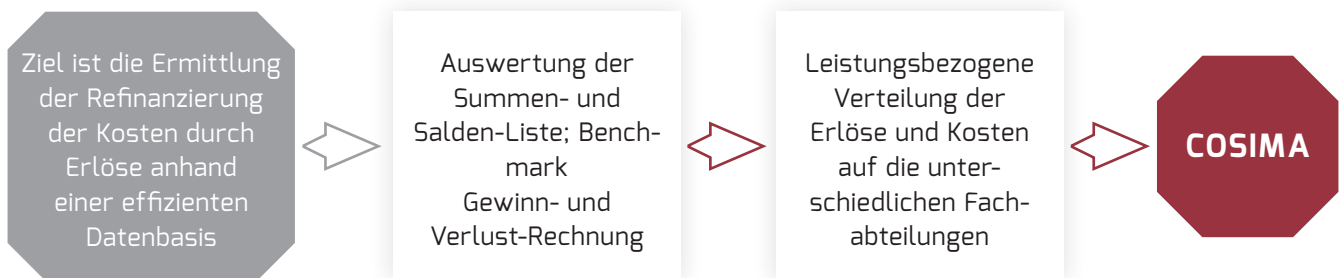 Ziel ist die Ermittlung
der Refinanzierung
der Kosten durch
Erlöse anhand
einer effizienten
Datenbasis
Auswertung der
Summen- und
Salden-Liste; Bench-
mark
Gewinn- und
Verlust-Rechnung
Leistungsbezogene
Verteilung der
Erlöse und Kosten
auf die unter-
schiedlichen Fach-
abteilungen
COSIMA